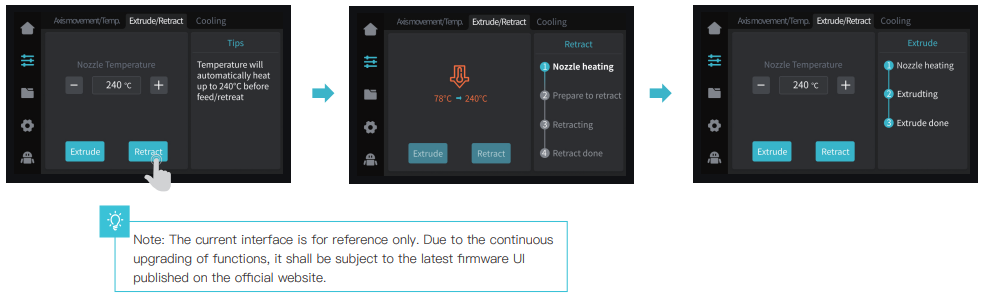 Axis movement/Temp. Extrude/Retract Cooling
Nozzle Temperature
− 240 °C +
Extrude Retract
Tips
Temperature will
automatically heat
up to 240°C before
feed/retreat
Axis movement/Temp. Extrude/Retract Cooling
78°C ➡ 240°C
Extrude Retract
Retract
1 Nozzle heating
2 Prepare to retract
3 Retracting
4 Retract done
Axis movement/Temp. Extrude/Retract Cooling
Nozzle Temperature
− 240 °C +
Extrude Retract
Extrude
1 Nozzle heating
2 Extrudting
3 Extrude done
Note: The current interface is for reference only. Due to the continuous
upgrading of functions, it shall be subject to the latest firmware UI
published on the official website.